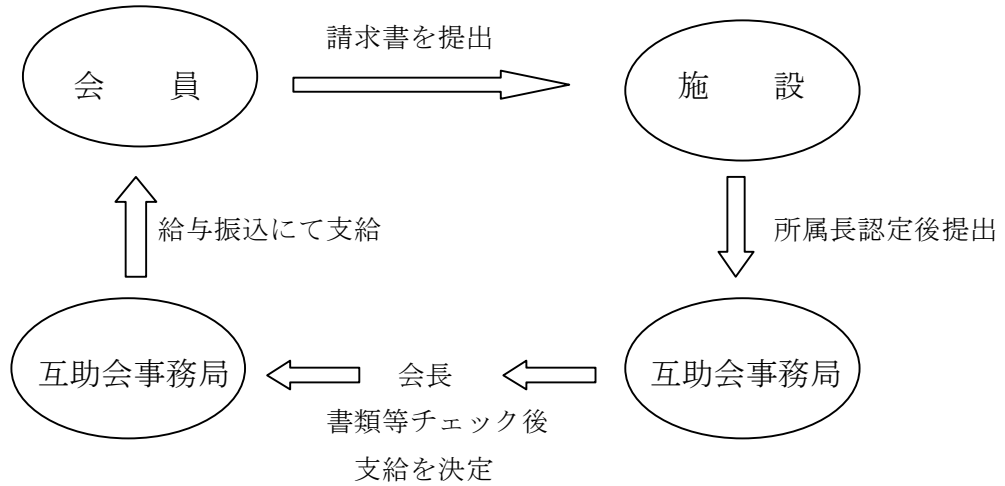 請求書を提出
会　　員
施　　設
給与振込にて支給
所属長認定後提出
互助会事務局
会長
互助会事務局
書類等チェック後
支給を決定